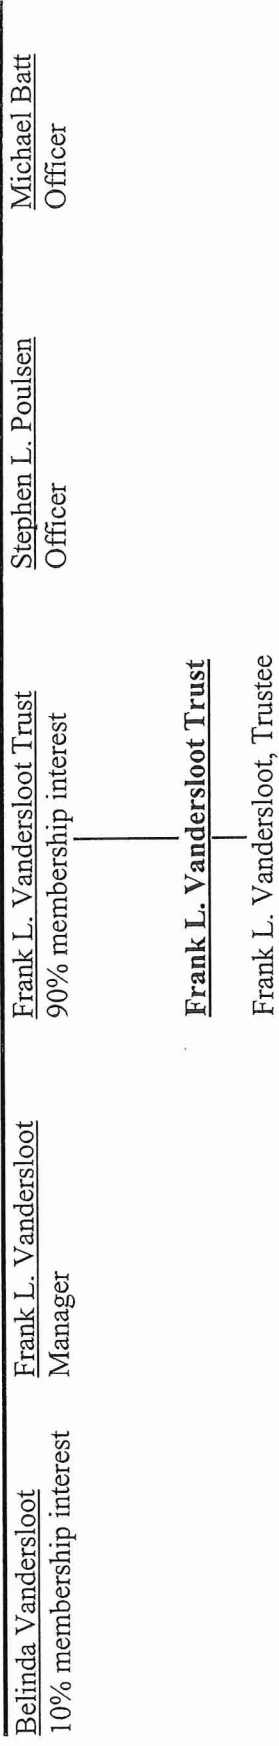 Belinda Vandersloot
10% membership interest
Frank L. Vandersloot
Manager
Frank L. Vandersloot Trust
90% membership interest
Stephen L. Poulsen
Officer
Michael Batt
Officer
Frank L. Vandersloot Trust
Frank L. Vandersloot, Trustee